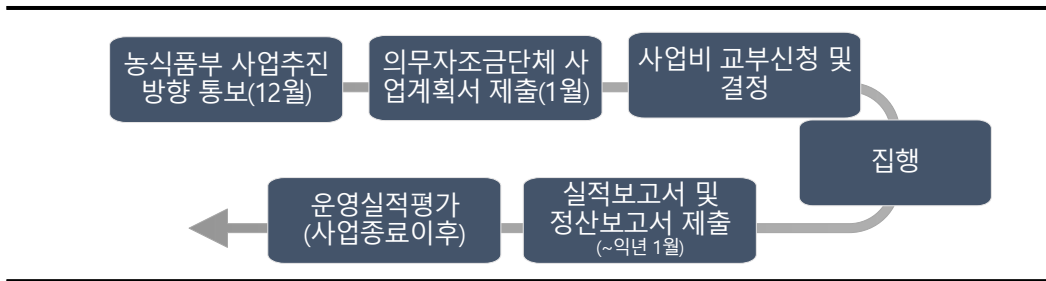 농식품부 사업추진
방향 통보(12월)
의무자조금단체 사
업계획서 제출(1월)
사업비 교부신청 및
결정
집행
실적보고서 및
정산보고서 제출
(~익년 1월)
운영실적평가
(사업종료이후)